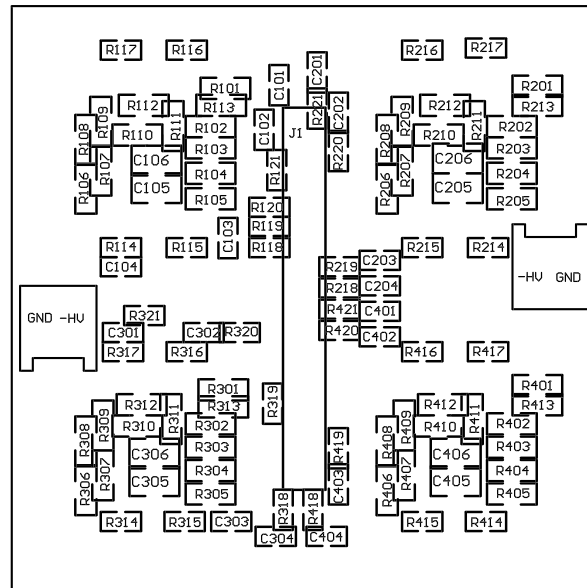 R117
R116
C101
C201
R216
R217
R101
R201
R109
R112
R113
R221
C202
R209
R212
R213
R111
R211
R108
R110
R102
C102
J1
R208
R210
R202
R103
R220
R203
R107
C106
R121
R207
C206
R104
R204
R106
C105
R105
R206
C205
R205
R120
R119
C103
R114
R115
R118
R215
R214
C104
R219
C203
-HV GND
R218
C204
GND -HV
R321
R421
C401
C301
C302
R320
R420
C402
R317
R316
R416
R417
R301
R401
R312
R313
R319
R412
R413
R309
R311
R409
R411
R308
R310
R302
R408
R410
R402
R303
R419
R403
R307
C306
R407
C406
R304
R404
R306
C305
R305
C403
R406
C405
R405
R314
R315
C303
R318
R418
R415
R414
C304
C404